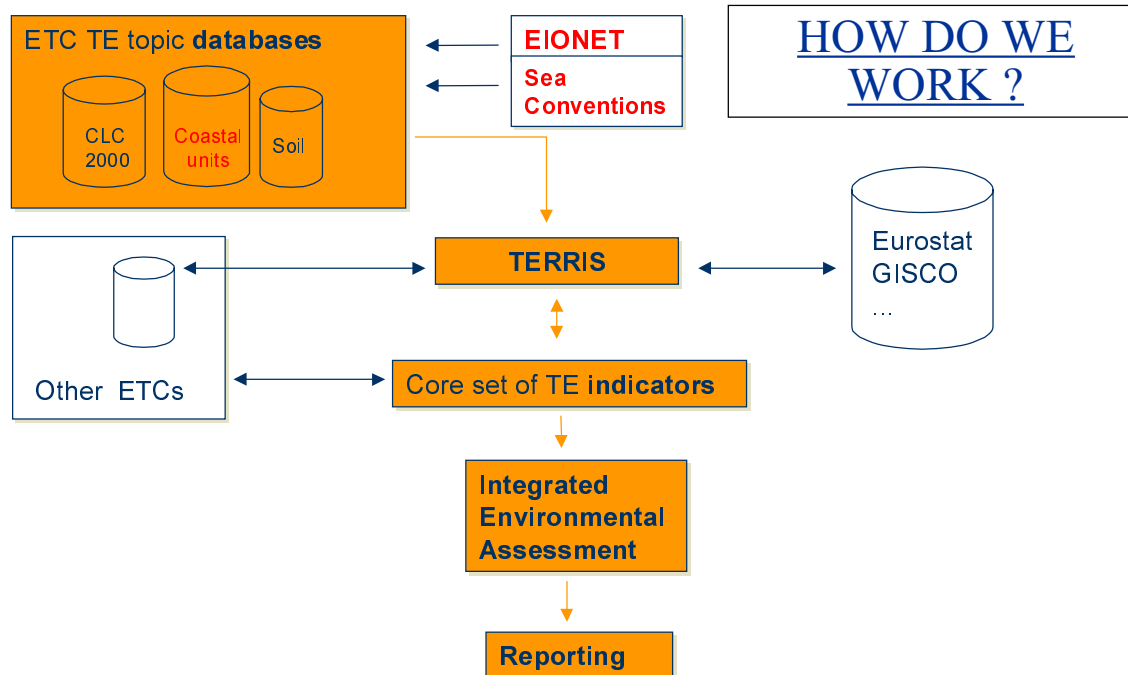 ETC TE topic databases
CLC
2000
Coastal
units
Soil
EIONET
Sea
Conventions
HOW DO WE
WORK ?
TERRIS
Eurostat
GISCO
...
Other ETCs
Core set of TE indicators
Integrated
Environmental
Assessment
Reporting